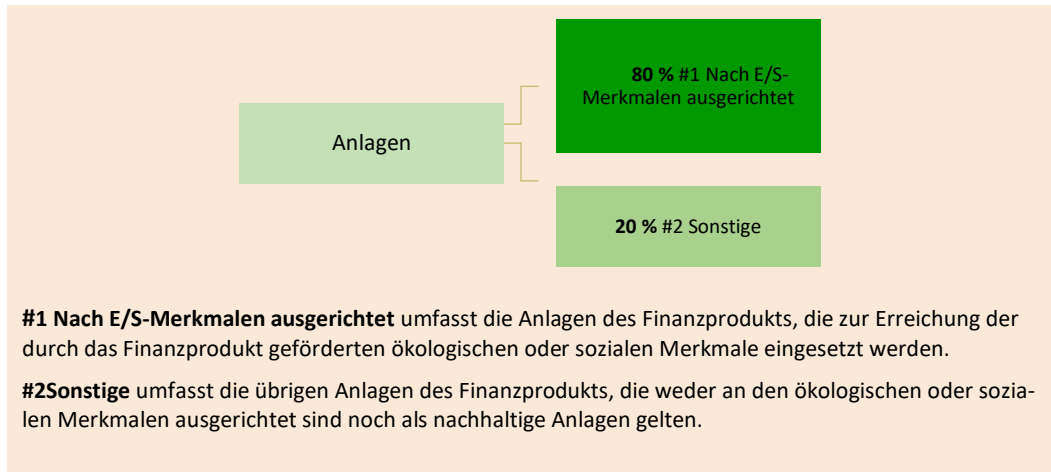 80 % #1 Nach E/S-
Merkmalen ausgerichtet
Anlagen
20 % #2 Sonstige
#1 Nach E/S-Merkmalen ausgerichtet umfasst die Anlagen des Finanzprodukts, die zur Erreichung der
durch das Finanzprodukt geförderten ökologischen oder sozialen Merkmale eingesetzt werden.
#2Sonstige umfasst die übrigen Anlagen des Finanzprodukts, die weder an den ökologischen oder sozia-
len Merkmalen ausgerichtet sind noch als nachhaltige Anlagen gelten.